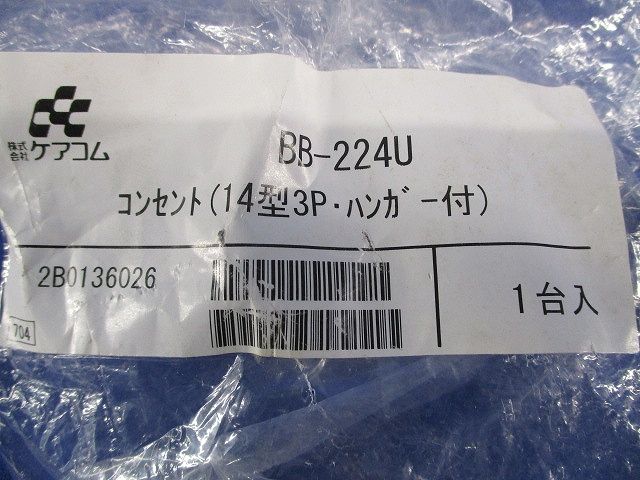 株式会社ケアコム
BB-224U
コンセント(14型3P・ハンガー付)
2B0136026
1台入
704